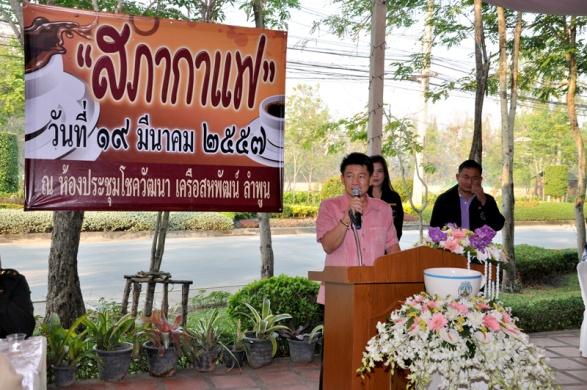 “สภากาแฟ”
วันที่ ๑๙ มีนาคม ๒๕๕๗
ณ ห้องประชุมโชควัฒนา เครือสหพัฒน์ ลำพูน